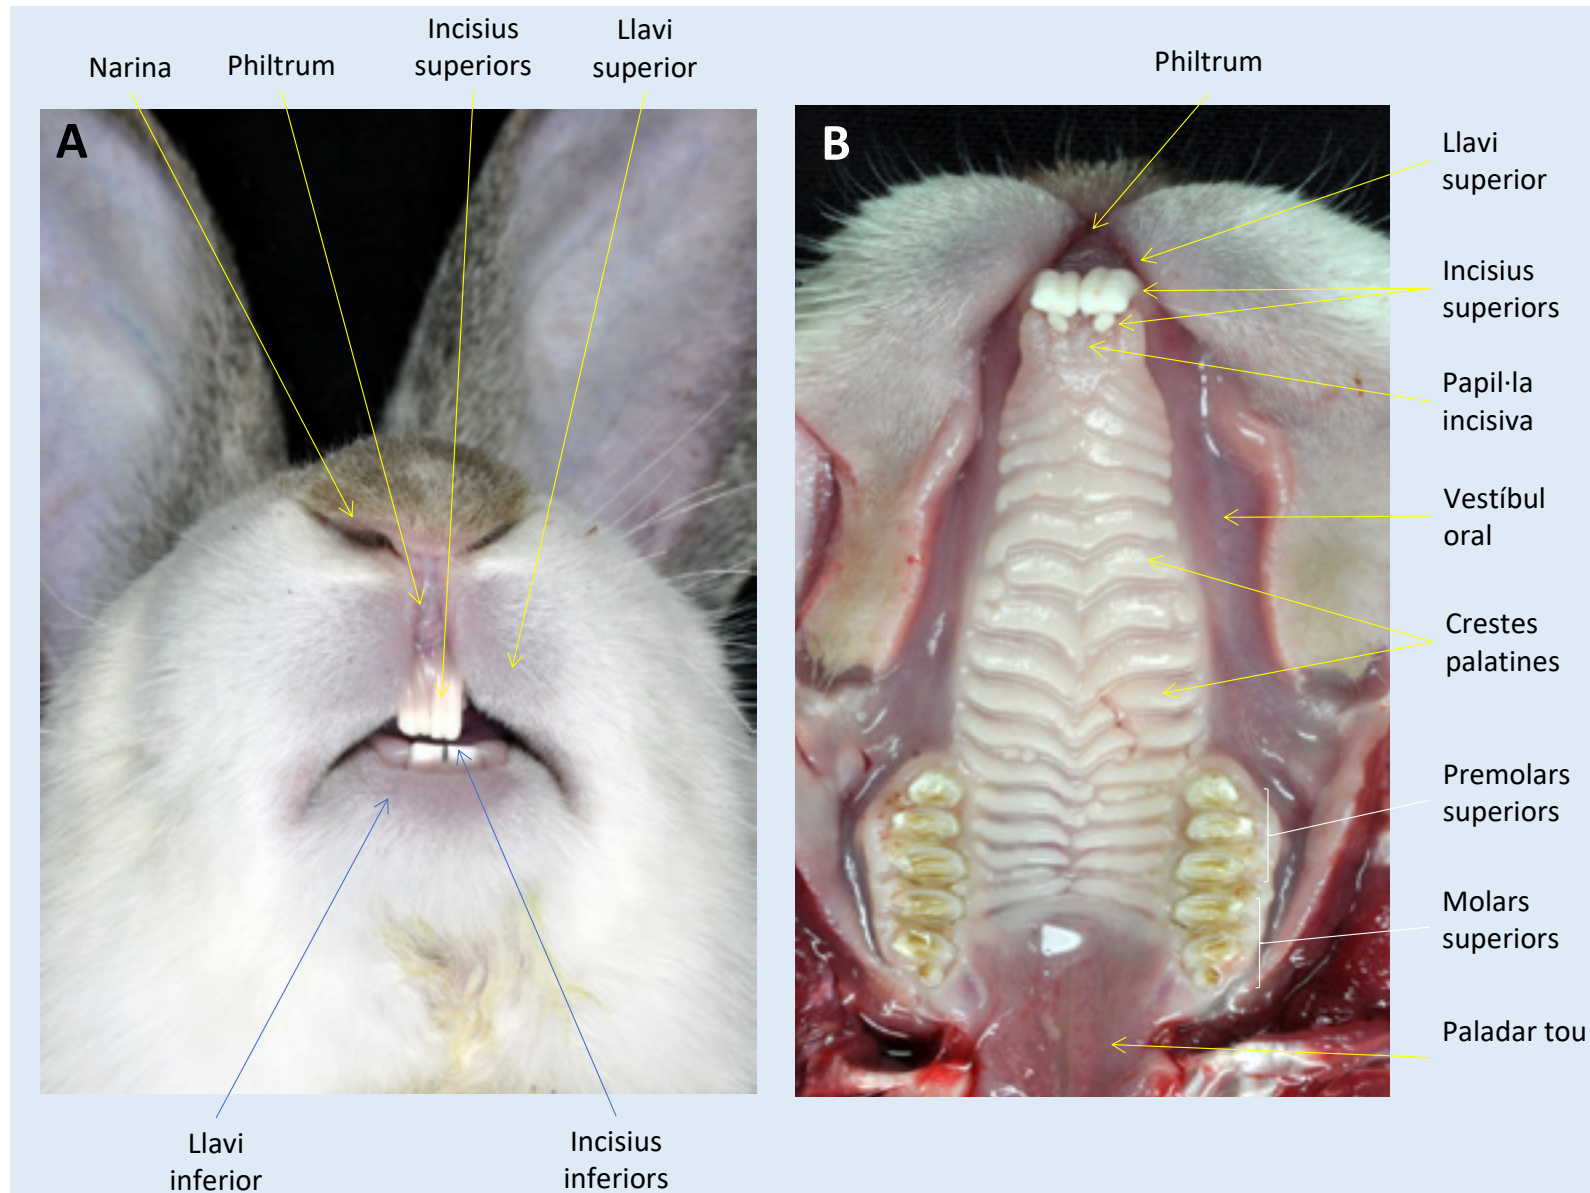 Narina
Philtrum
Incisius
superiors
Llavi
superior
A
Llavi
inferior
Incisius
inferiors
Philtrum
B
Llavi
superior
Incisius
superiors
Papil·la
incisiva
Vestíbul
oral
Crestes
palatines
Premolars
superiors
Molars
superiors
Paladar tou